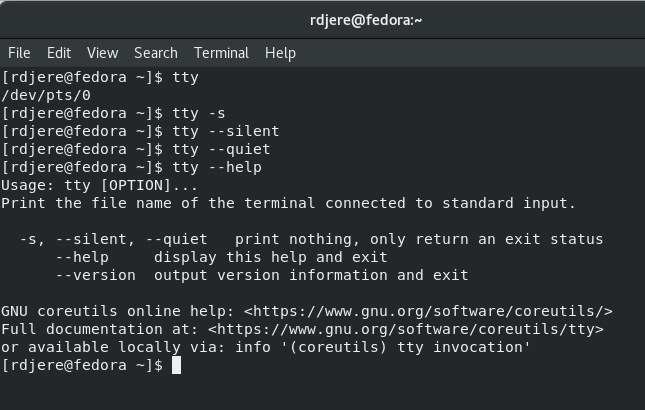 rdjere@fedora:~
File Edit View Search Terminal Help
[rdjere@fedora ~]$ tty
/dev/pts/0
[rdjere@fedora ~]$ tty -s
[rdjere@fedora ~]$ tty --silent
[rdjere@fedora ~]$ tty --quiet
[rdjere@fedora ~]$ tty --help
Usage: tty [OPTION]...
Print the file name of the terminal connected to standard input.

  -s, --silent, --quiet   print nothing, only return an exit status
      --help     display this help and exit
      --version  output version information and exit

GNU coreutils online help: <https://www.gnu.org/software/coreutils/>
Full documentation at: <https://www.gnu.org/software/coreutils/tty>
or available locally via: info '(coreutils) tty invocation'
[rdjere@fedora ~]$